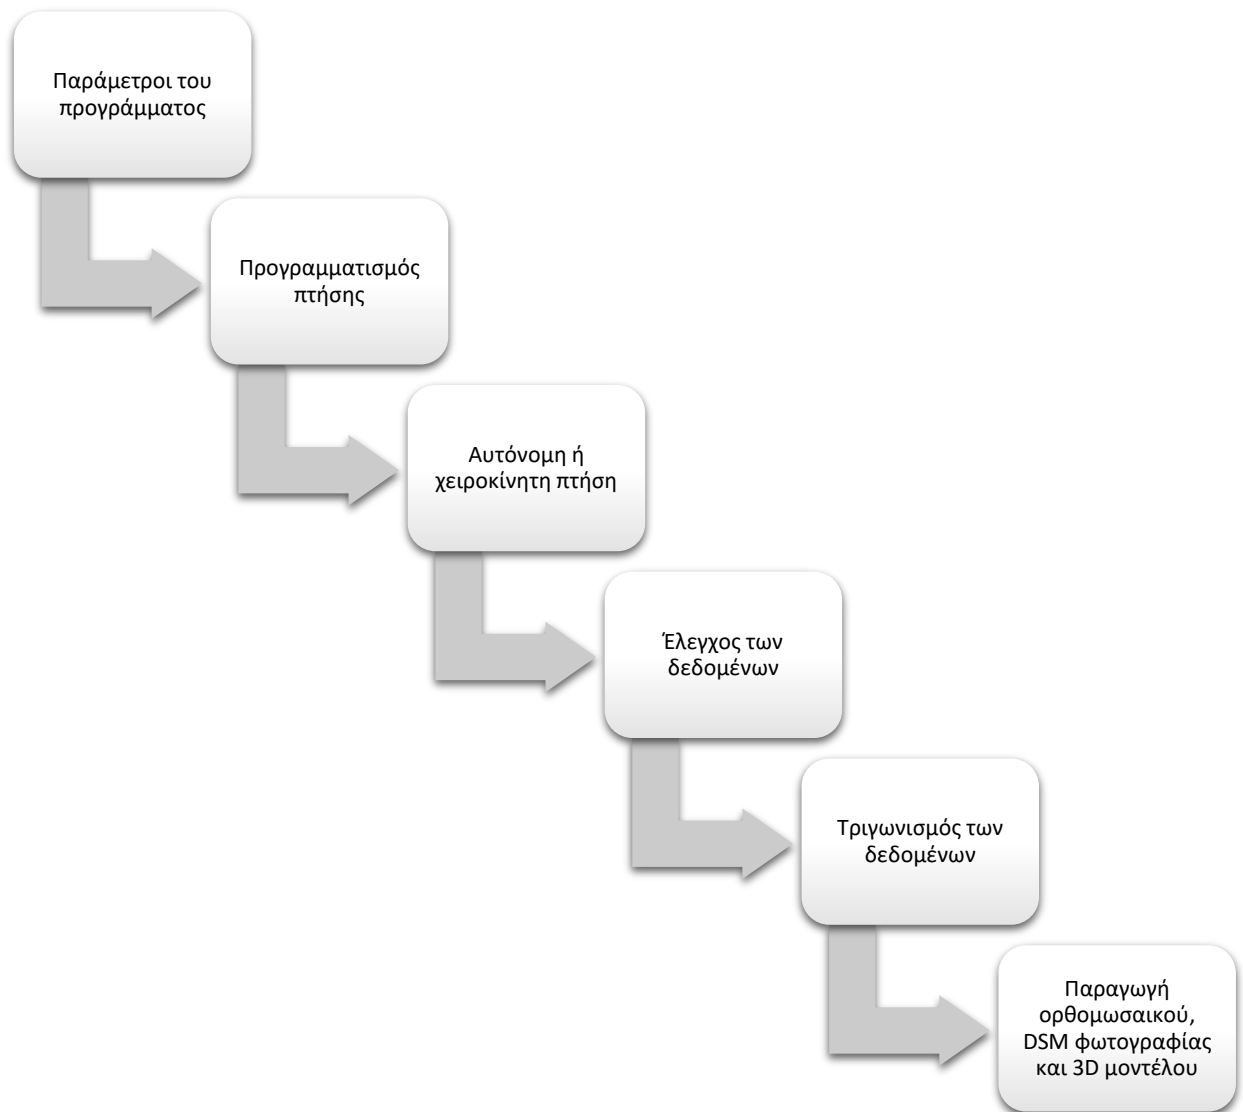 Παράμετροι του
προγράμματος
Προγραμματισμός
πτήσης
Αυτόνομη ή
χειροκίνητη πτήση
Έλεγχος των
δεδομένων
Τριγωνισμός των
δεδομένων
Παραγωγή
ορθομωσαικού,
DSM φωτογραφίας
και 3D μοντέλου